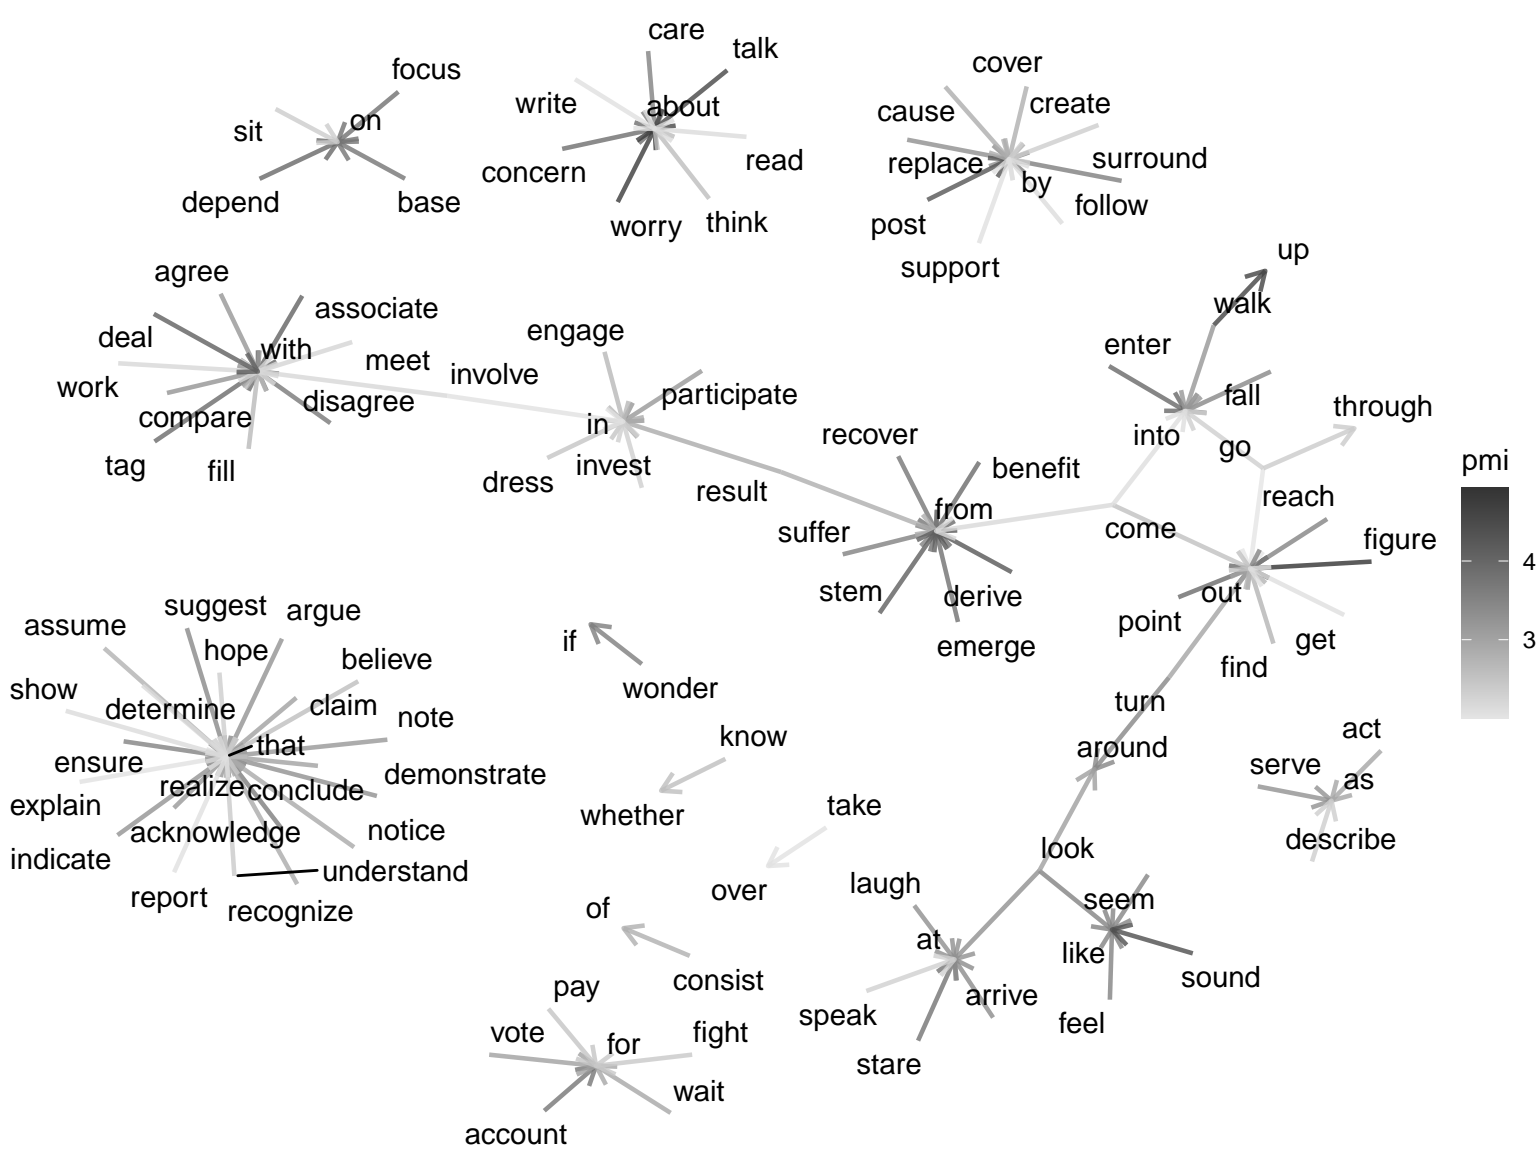 care
talk
focus
cover
write
about
create
cause
on
sit
replace
surround
read
concern
by
depend
base
follow
worry
think
post
up
support
agree
walk
associate
engage
deal
with
enter
meet
involve
work
participate
fall
disagree
through
compare
in
recover
into
go
pmi
tag
fill
invest
benefit
dress
result
reach
from
suffer
come
figure
4
stem
out
derive
suggest
argue
point
assume
if
get
3
hope
emerge
believe
find
show
wonder
determine
claim
turn
note
act
know
that
around
ensure
serve
demonstrate
as
realize
conclude
explain
whether
take
acknowledge
notice
describe
indicate
look
understand
laugh
over
report
seem
recognize
of
at
like
consist
sound
pay
arrive
speak
feel
vote
fight
for
stare
wait
account